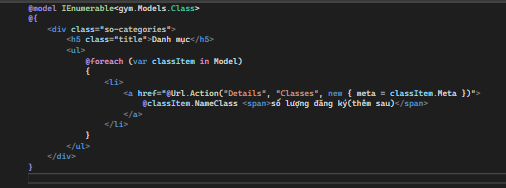 @model IEnumerable<gym.Models.Class>
@{
<div class="so-categories">
<h5 class="title">Danh mục</h5>
<ul>
@foreach (var classItem in Model)
{
<li>
<a href="@Url.Action("Details", "Classes", new { meta = classItem.Meta })">
@classItem.NameClass <span>số lượng đăng ký(thêm sau)</span>
</a>
</li>
}
</ul>
</div>
}